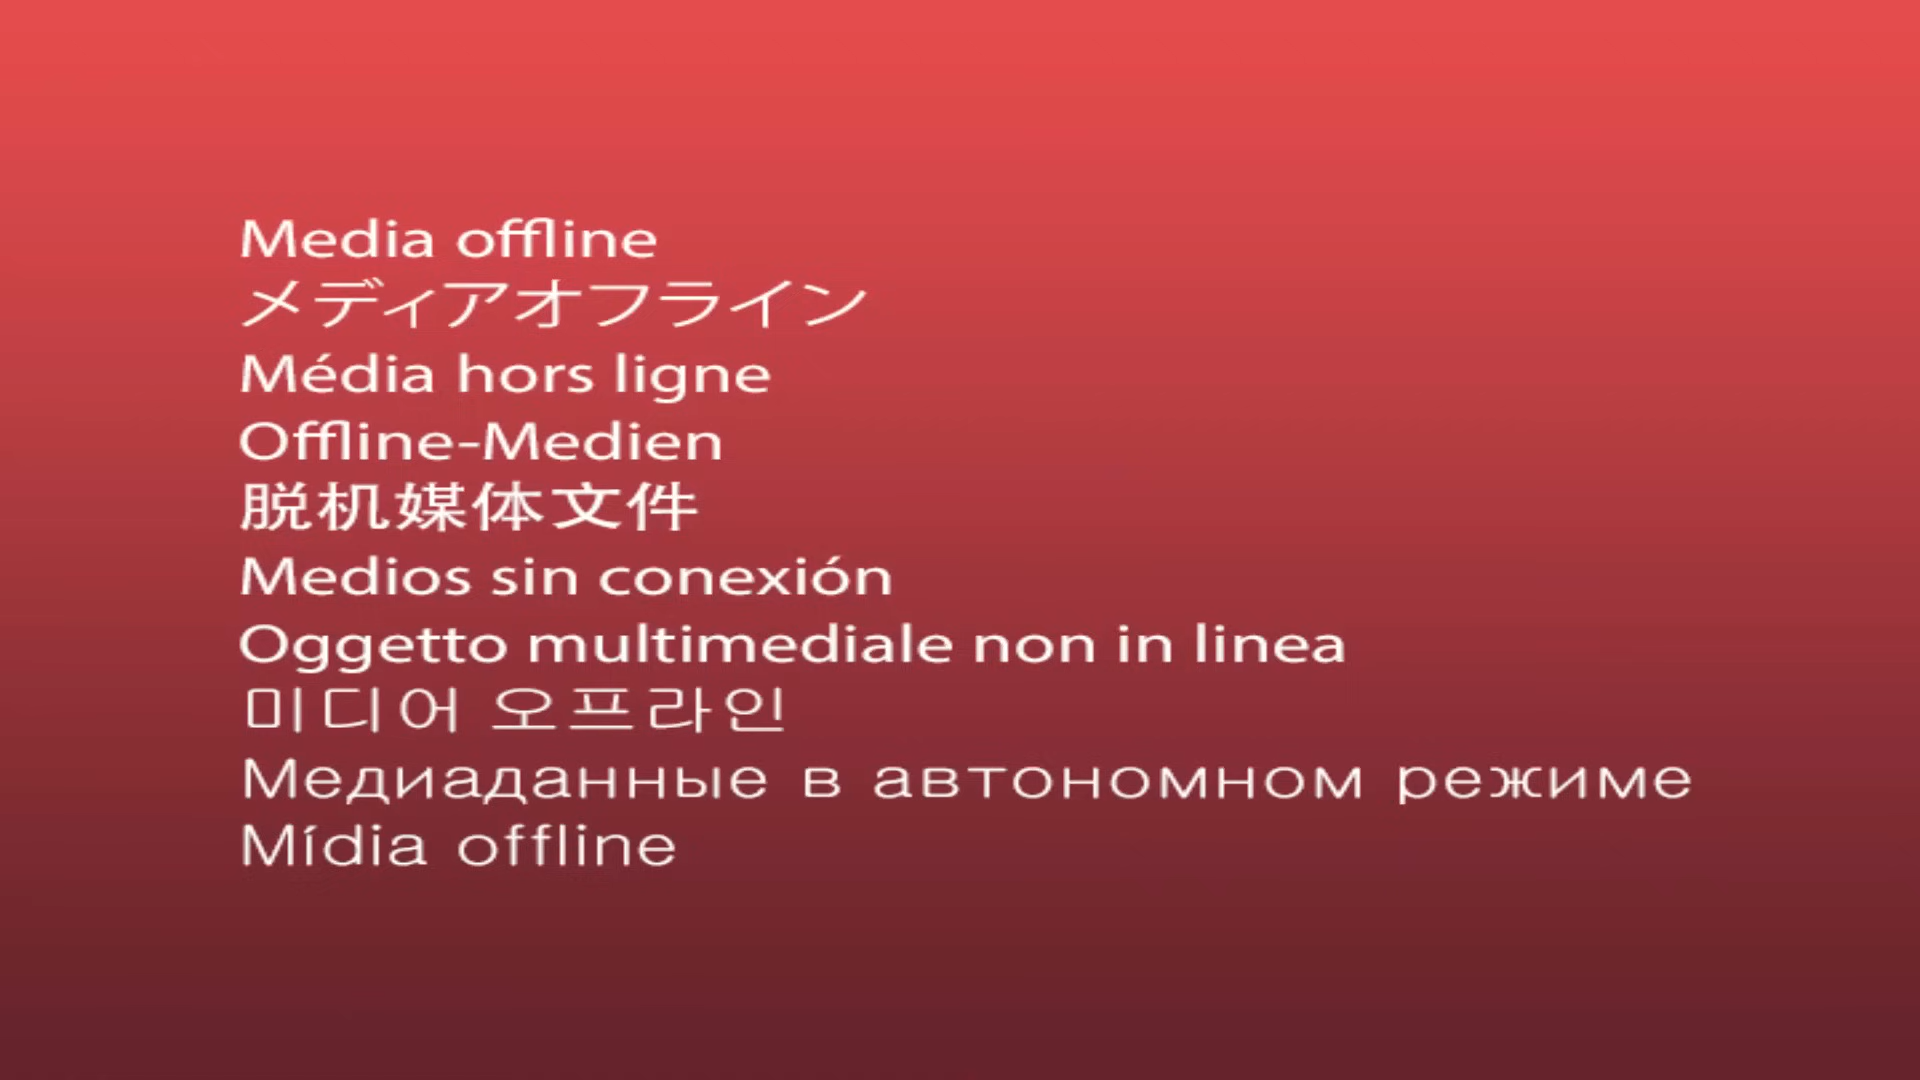 Media offline
メディアオフライン
Média hors ligne
Offline-Medien
脱机媒体文件
Medios sin conexión
Oggetto multimediale non in linea
미디어 오프라인
Медиаданные в автономном режиме
Mídia offline